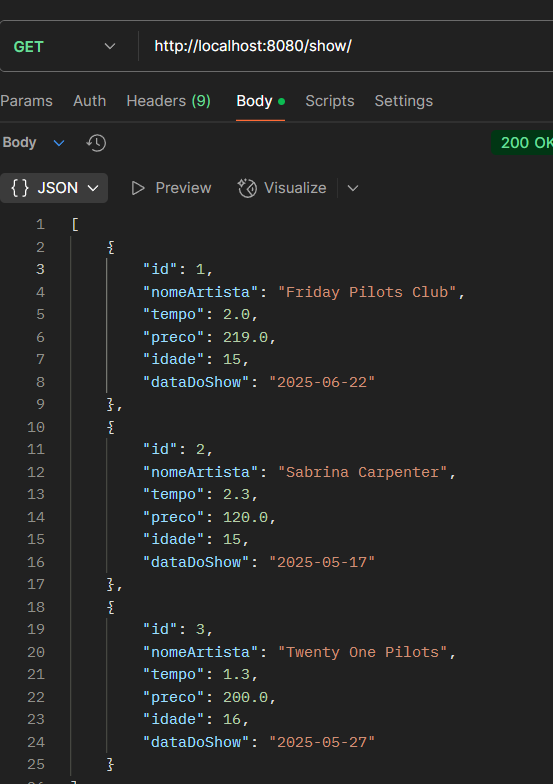 GET http://localhost:8080/show/
Params Auth Headers (9) Body Scripts Settings
Body 200 OK
{} JSON Preview Visualize
1 [
2 {
3 "id": 1,
4 "nomeArtista": "Friday Pilots Club",
5 "tempo": 2.0,
6 "preco": 219.0,
7 "idade": 15,
8 "dataDoShow": "2025-06-22"
9 },
10 {
11 "id": 2,
12 "nomeArtista": "Sabrina Carpenter",
13 "tempo": 2.3,
14 "preco": 120.0,
15 "idade": 15,
16 "dataDoShow": "2025-05-17"
17 },
18 {
19 "id": 3,
20 "nomeArtista": "Twenty One Pilots",
21 "tempo": 1.3,
22 "preco": 200.0,
23 "idade": 16,
24 "dataDoShow": "2025-05-27"
25 }